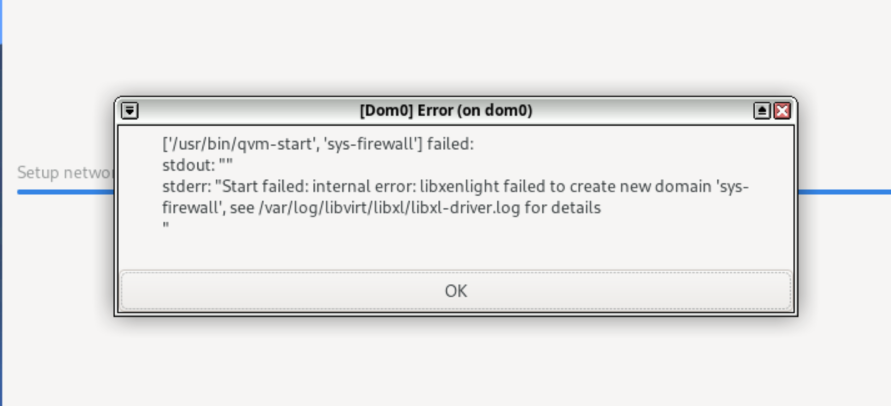 [Dom0] Error (on dom0)
['/usr/bin/qvm-start', 'sys-firewall'] failed:
stdout: ""
stderr: "Start failed: internal error: libxenlight failed to create new domain 'sys-
firewall', see /var/log/libvirt/libxl/libxl-driver.log for details
"
Setup networ
OK